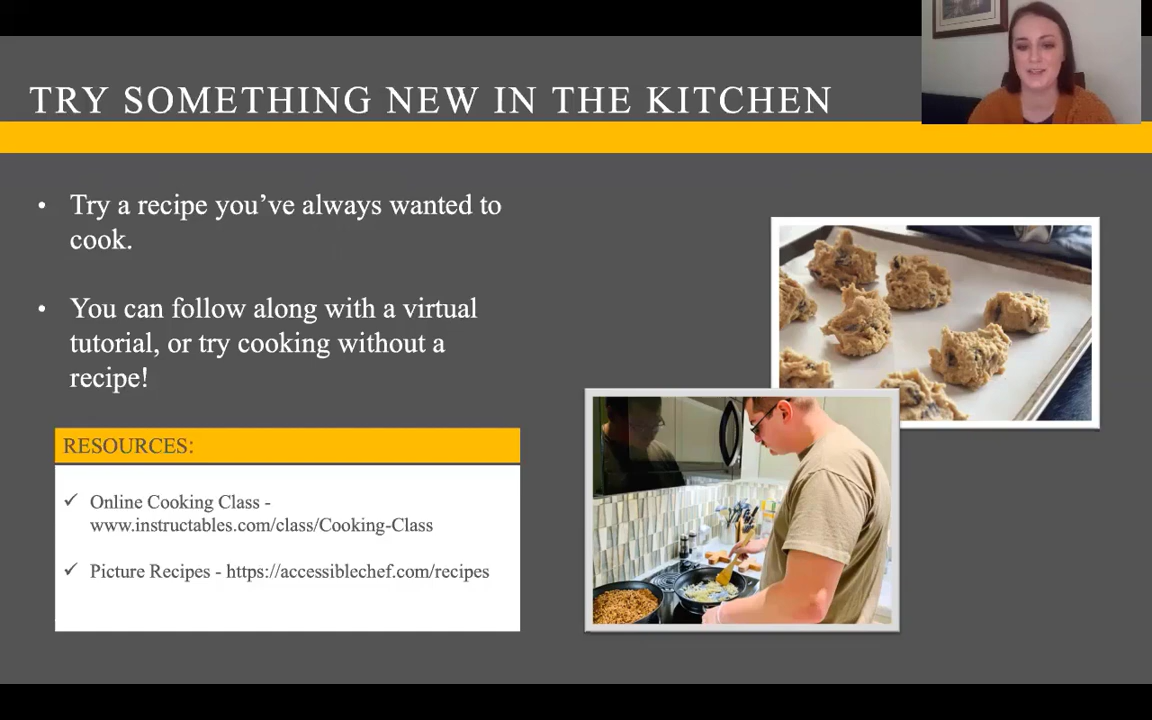 TRY SOMETHING NEW IN THE KITCHEN
• Try a recipe you’ve always wanted to
cook.
• You can follow along with a virtual
tutorial, or try cooking without a
recipe!
RESOURCES:
✓ Online Cooking Class -
www.instructables.com/class/Cooking-Class
✓ Picture Recipes - https://accessiblechef.com/recipes